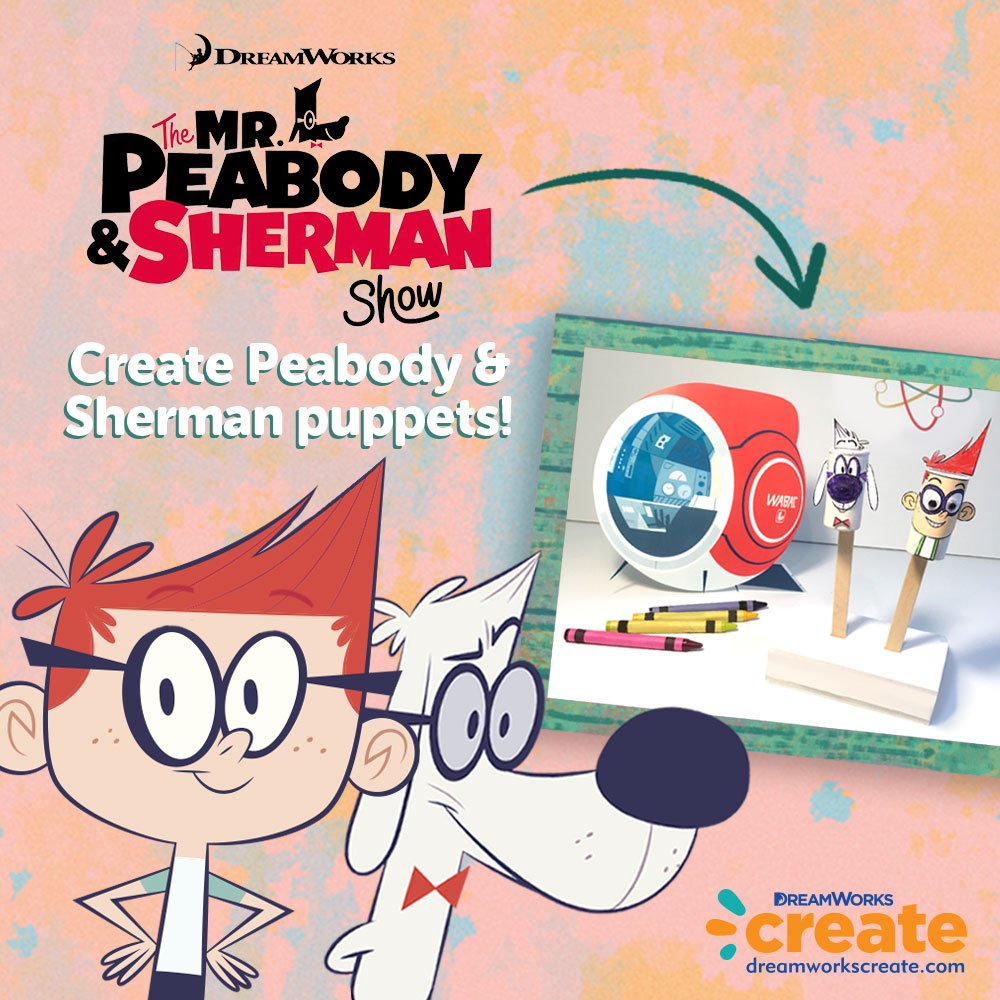 DREAMWORKS
The MR.
PEABODY
&SHERMAN
Show
Create Peabody &
Sherman puppets!
WABAC
DREAMWORKS
create
dreamworkscreate.com